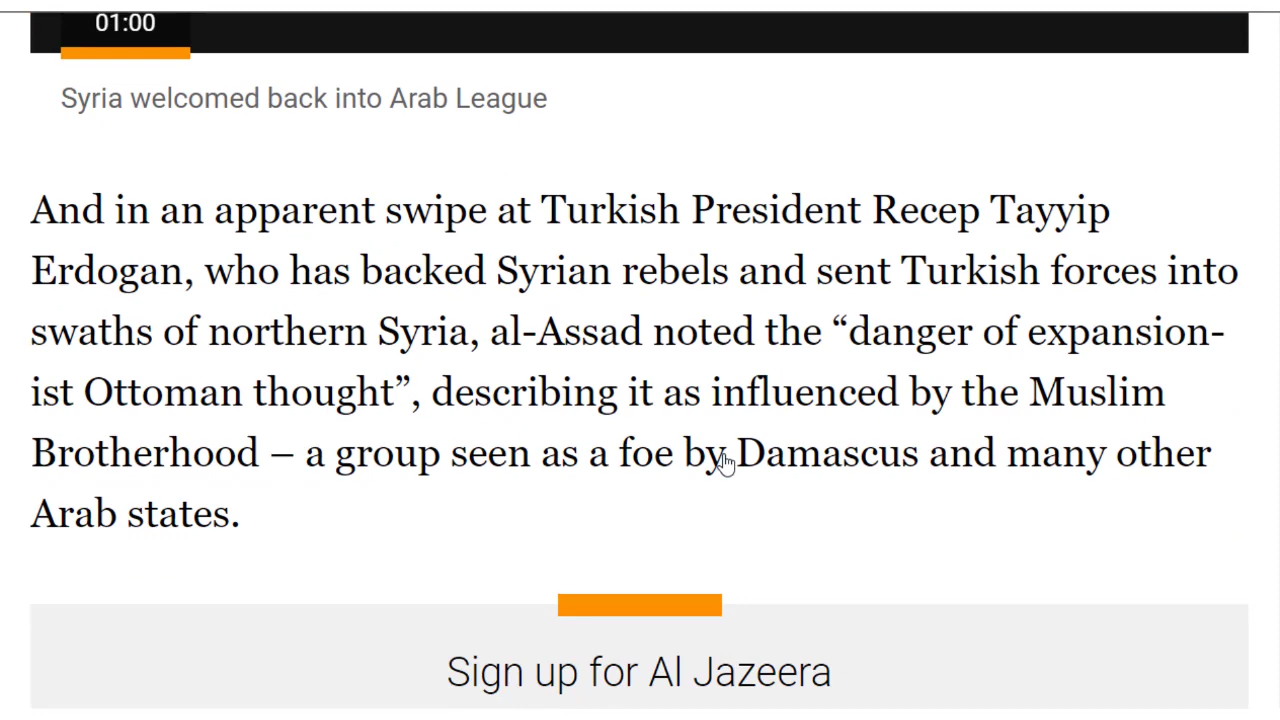 01:00
Syria welcomed back into Arab League
And in an apparent swipe at Turkish President Recep Tayyip
Erdogan, who has backed Syrian rebels and sent Turkish forces into
swaths of northern Syria, al-Assad noted the “danger of expansion-
ist Ottoman thought”, describing it as influenced by the Muslim
Brotherhood – a group seen as a foe by Damascus and many other
Arab states.
Sign up for Al Jazeera